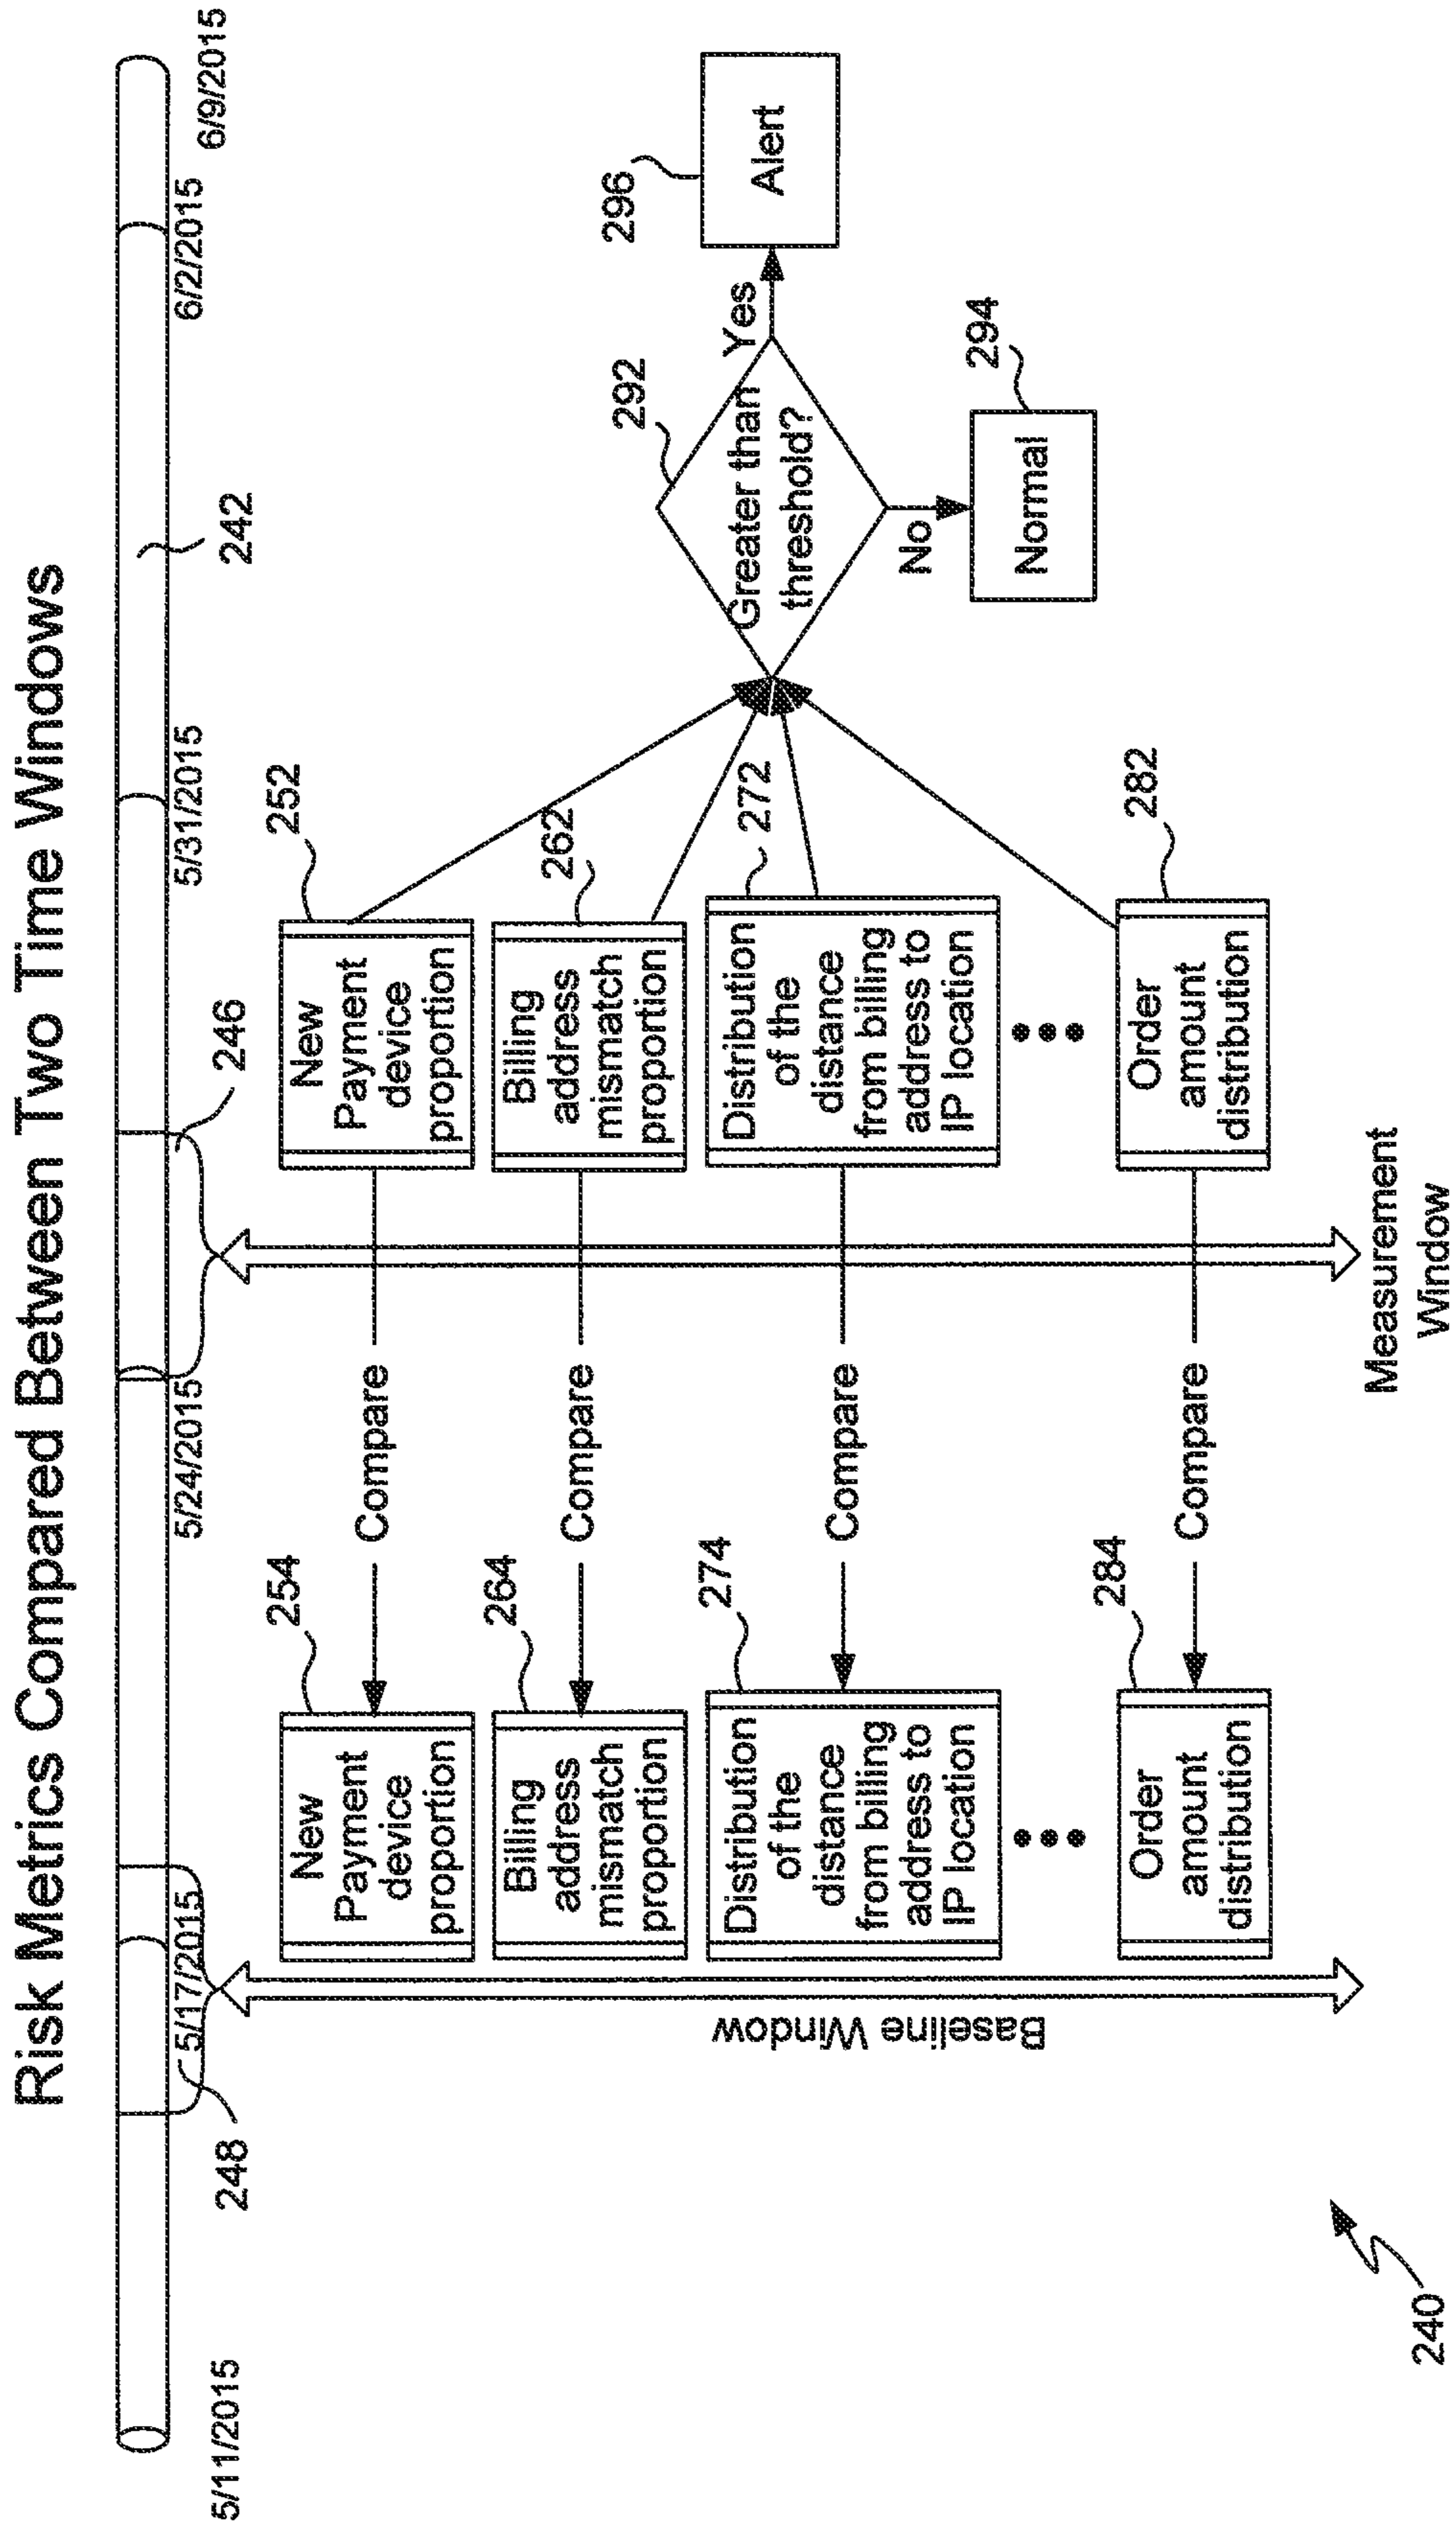 Risk Metrics Compared Between Two Time Windows
5/11/2015
5/17/2015
5/24/2015
5/31/2015
6/2/2015
6/9/2015
248
246
242
254
New
Payment
device
proportion
Compare
252
New
Payment
device
proportion
264
Billing
address
mismatch
proportion
Compare
262
Billing
address
mismatch
proportion
274
Distribution
of the
distance
from billing
address to
IP location
Compare
272
Distribution
of the
distance
from billing
address to
IP location
284
Order
amount
distribution
Compare
282
Order
amount
distribution
292
Greater than
threshold?
Yes
296
Alert
No
294
Normal
Baseline Window
Measurement
Window
240